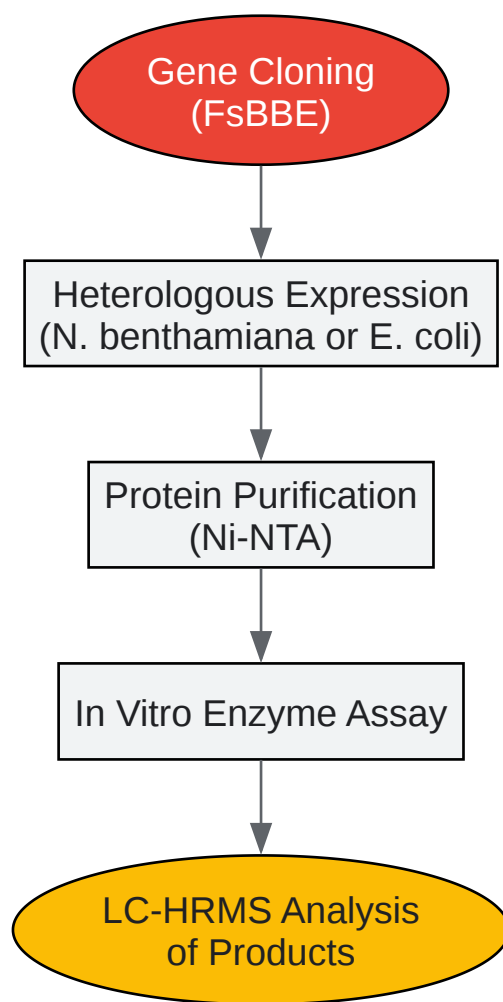 Gene Cloning
(FsBBE)
Heterologous Expression
(N. benthamiana or E. coli)
Protein Purification
(Ni-NTA)
In Vitro Enzyme Assay
LC-HRMS Analysis
of Products